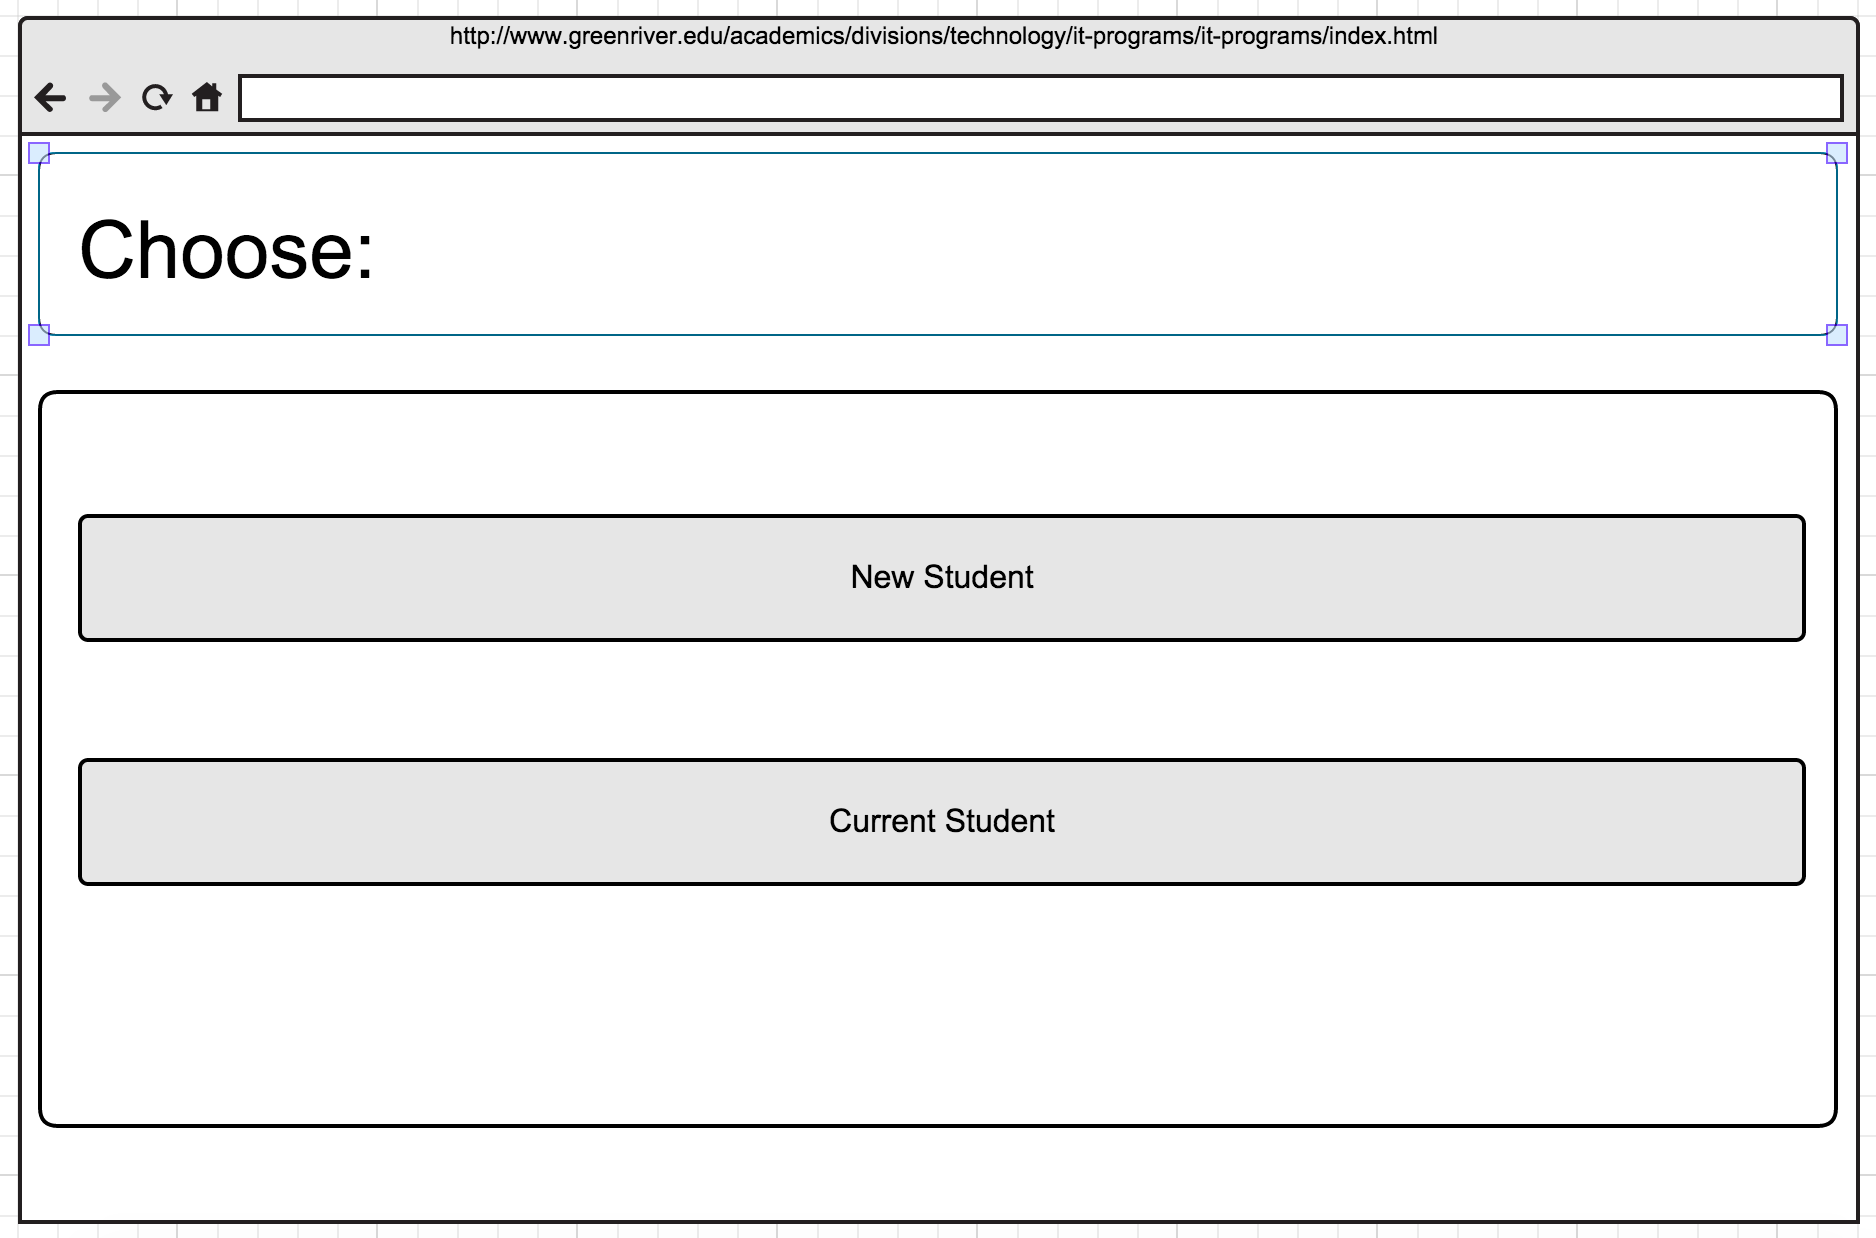 http://www.greenriver.edu/academics/divisions/technology/it-programs/it-programs/index.html
Choose:
New Student
Current Student